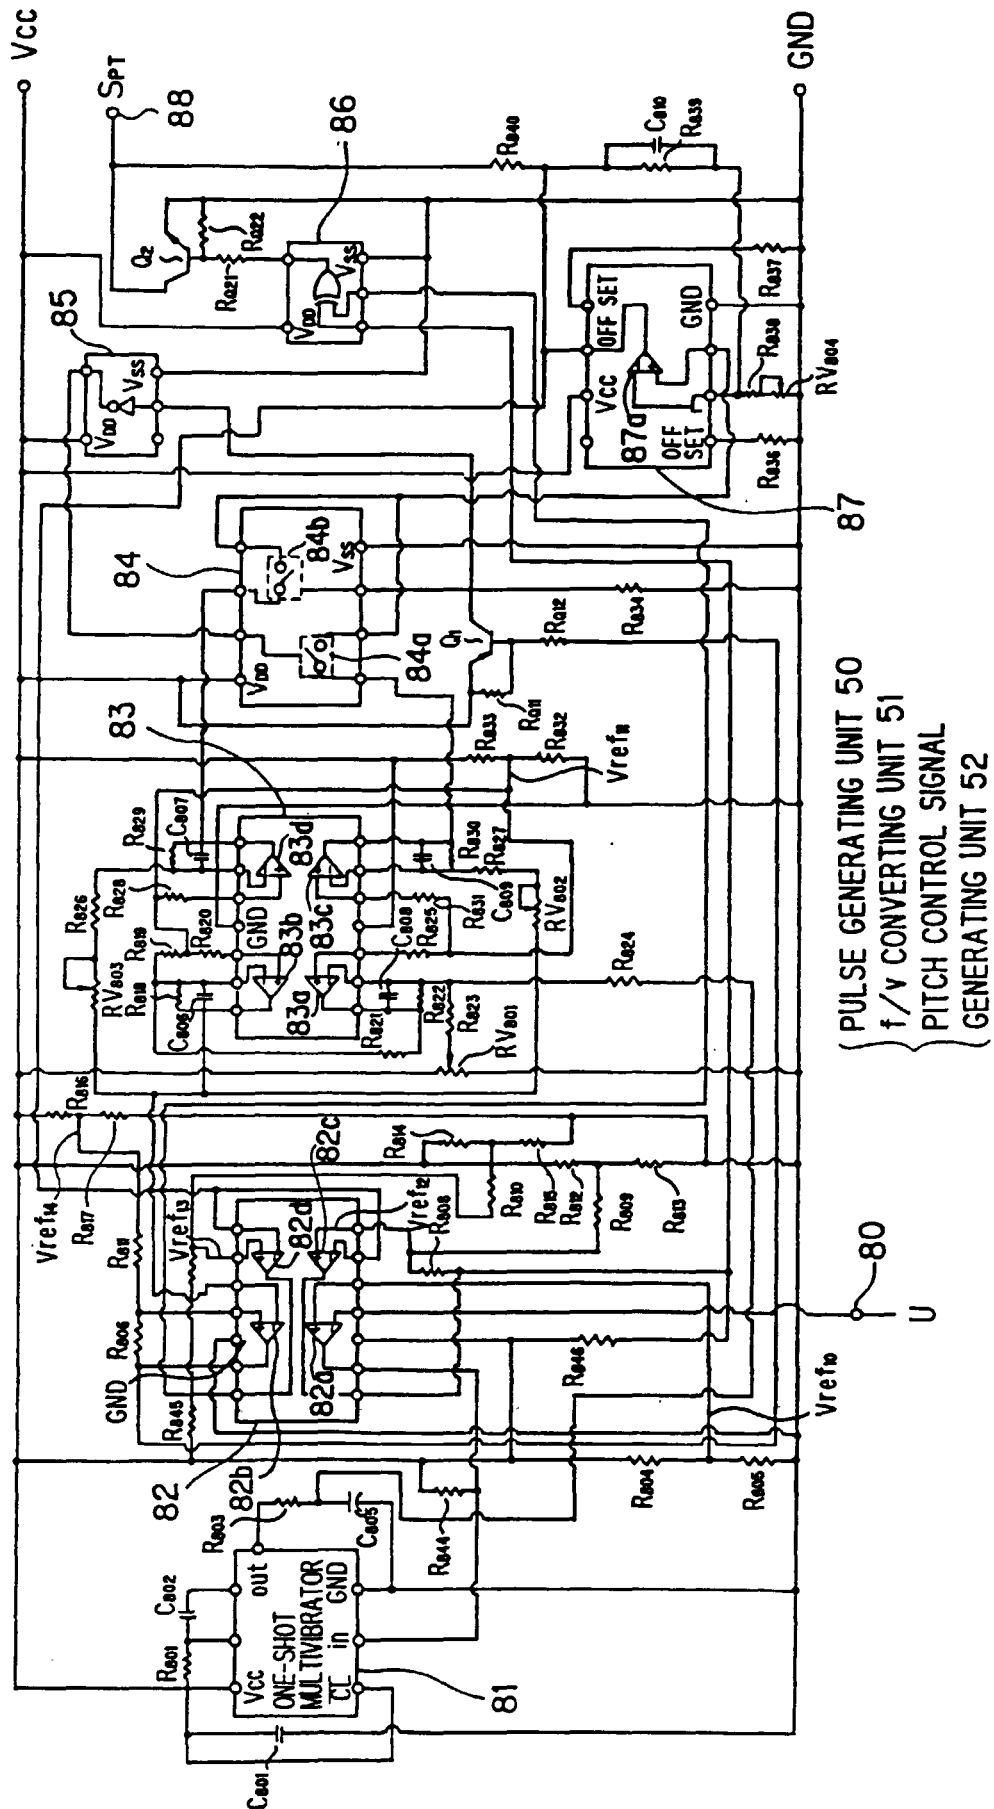 VCC
SPT
88
GND
86
Q2
RQ22
RQ21
VDD
VSS
R840
C810
R839
85
VDD
VSS
OFF SET
VCC
GND
87a
OFF
SET
R837
R838
RV804
R836
87
84
84b
VSS
VDD
84a
Q1
RQ12
R834
RQ11
R833
R832
Vref11
83
R829
C807
83d
R826
R828
R819
R820
GND
83b
83c
83a
RV803
R818
C806
R830
R827
C809
RV802
R831
R825
C808
R824
R821
R822
R823
RV801
R816
Vref14
R817
R811
Vref13
82d
82c
Vref12
R808
R814
R810
R815
R812
R809
R813
R806
GND
R845
82a
82
82b
R846
80
U
Vref10
R804
R805
R803
C805
R844
C802
R801
out
VCC
ONE-SHOT
MULTIVIBRATOR
CL
in
GND
81
C801
PULSE GENERATING UNIT 50
f/v CONVERTING UNIT 51
PITCH CONTROL SIGNAL
GENERATING UNIT 52